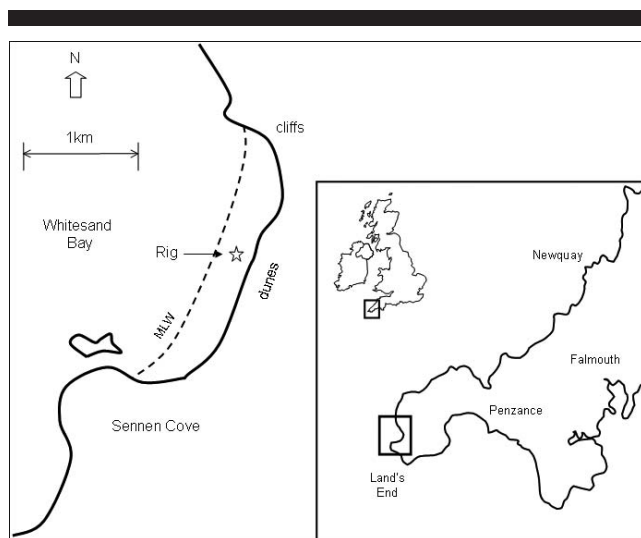 N
1km
cliffs
Whitesand
Bay
Rig
dunes
MLW
Sennen Cove
Newquay
Falmouth
Penzance
Land's
End